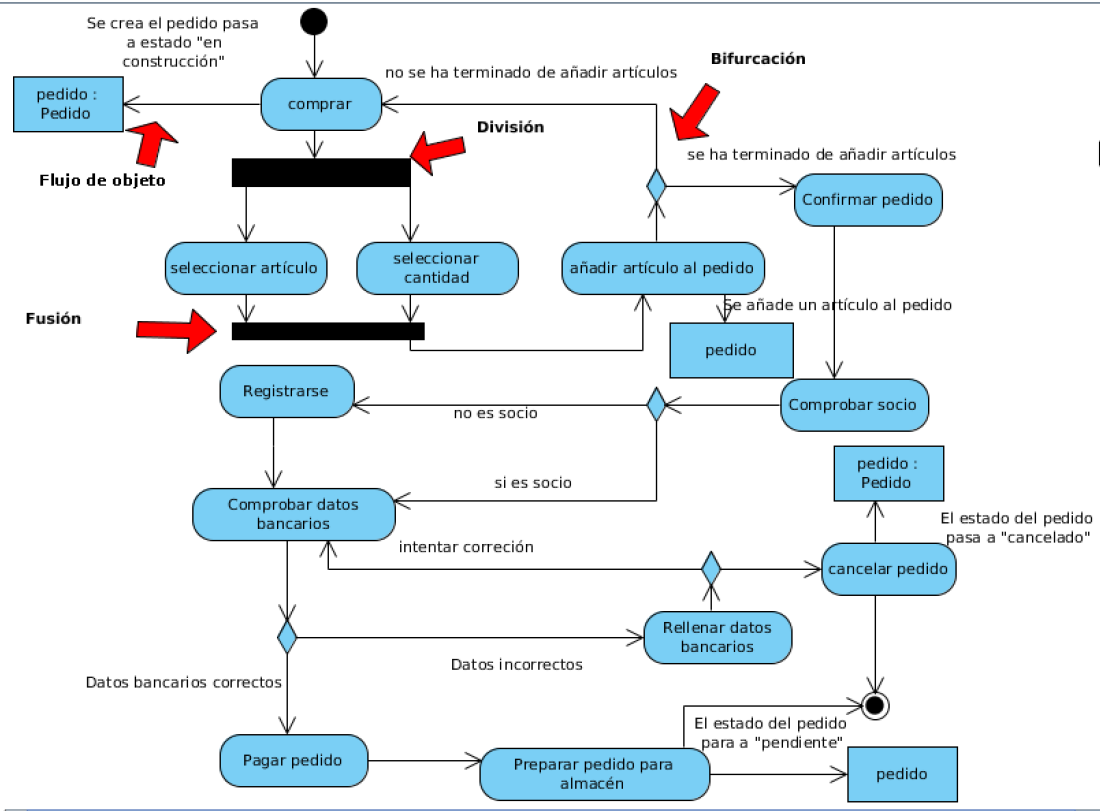 Se crea el pedido pasa
a estado "en
construcción"
Bifurcación
no se ha terminado de añadir artículos
pedido :
Pedido
comprar
División
se ha terminado de añadir artículos
Flujo de objeto
Confirmar pedido
seleccionar artículo
seleccionar
cantidad
añadir artículo al pedido
Se añade un artículo al pedido
Fusión
pedido
Registrarse
no es socio
Comprobar socio
pedido :
Pedido
si es socio
Comprobar datos
bancarios
El estado del pedido
pasa a "cancelado"
intentar correción
cancelar pedido
Rellenar datos
bancarios
Datos incorrectos
Datos bancarios correctos
El estado del pedido
para a "pendiente"
Pagar pedido
Preparar pedido para
almacén
pedido